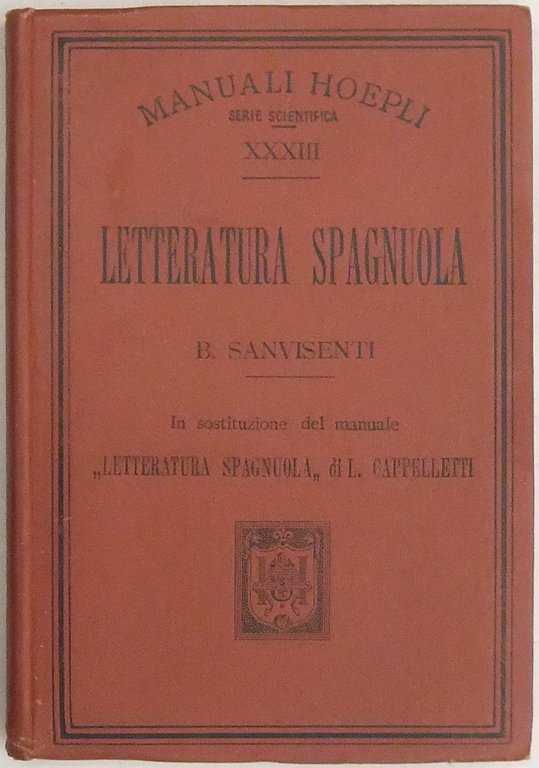 MANUALI HOEPLI
SERIE SCIENTIFICA
XXXIII
LETTERATURA SPAGNUOLA
B. SANVISENTI
In sostituzione del manuale
„LETTERATURA SPAGNUOLA„ di L. CAPPELLETTI
H